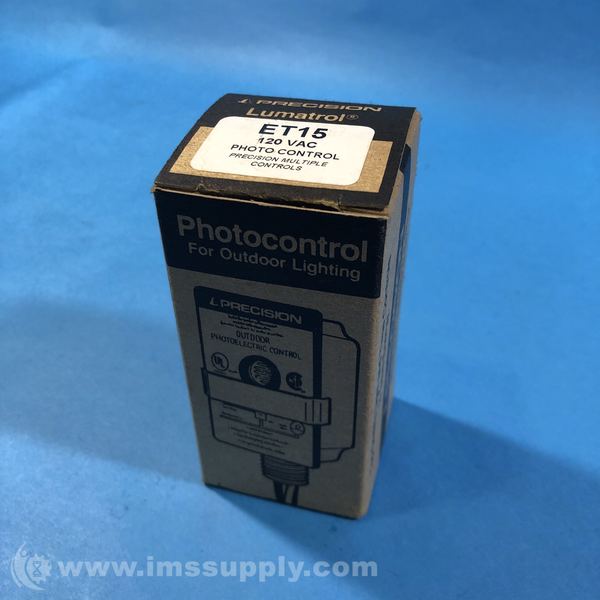 PRECISION
Lumatrol®
ET15
120 VAC
PHOTO CONTROL
PRECISION MULTIPLE
CONTROLS
Photocontrol
For Outdoor Lighting
PRECISION
OUTDOOR
PHOTOELECTRIC CONTROL
UL
www.imssupply.com